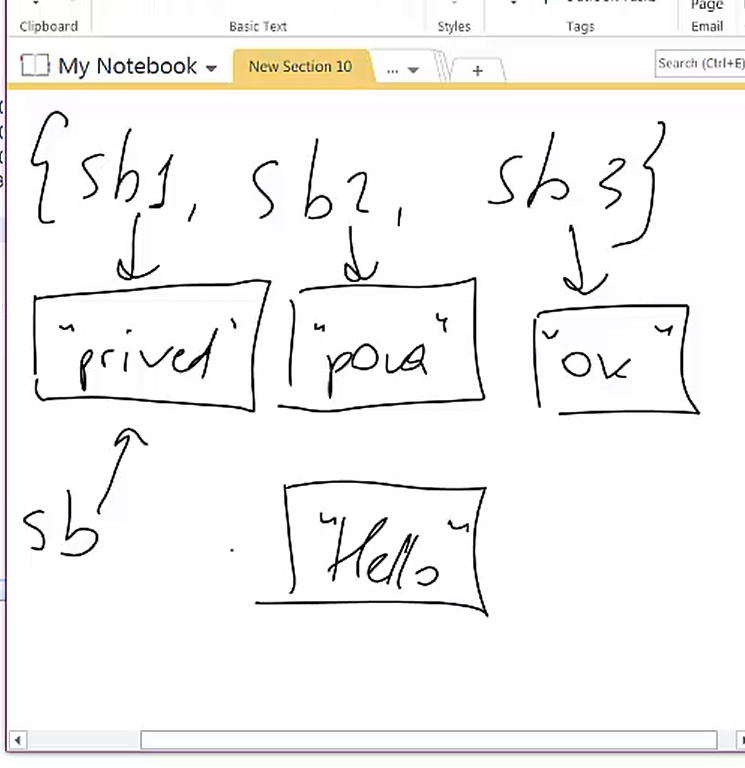 Page
Clipboard Basic Text Styles Tags Email
My Notebook New Section 10 ... + Search (Ctrl+E)
{sb1, sb2, sb3}
"prived" "poka" "ok"
sb
"Hello"